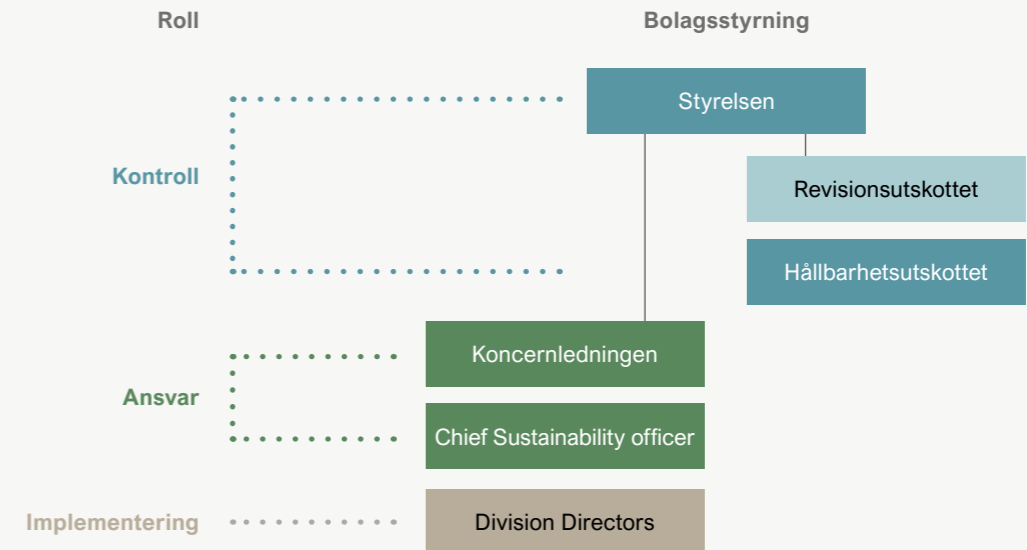 Roll
Bolagsstyrning
Styrelsen
Kontroll
Revisionsutskottet
Hållbarhetsutskottet
Koncernledningen
Ansvar
Chief Sustainability officer
Implementering
Division Directors